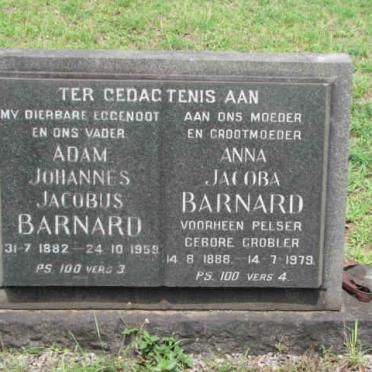 TER GEDAGTENIS AAN
MY DIERBARE EGGENOOT
EN ONS VADER
ADAM
JOHANNES
JACOBUS
BARNARD
31-7-1882 - 24-10-1959
PS. 100 VERS 3
AAN ONS MOEDER
EN GROOTMOEDER
ANNA
JACOBA
BARNARD
VOORHEEN PELSER
GEBORE GROBLER
14-8-1888 - 14-7-1979
PS. 100 VERS 4.